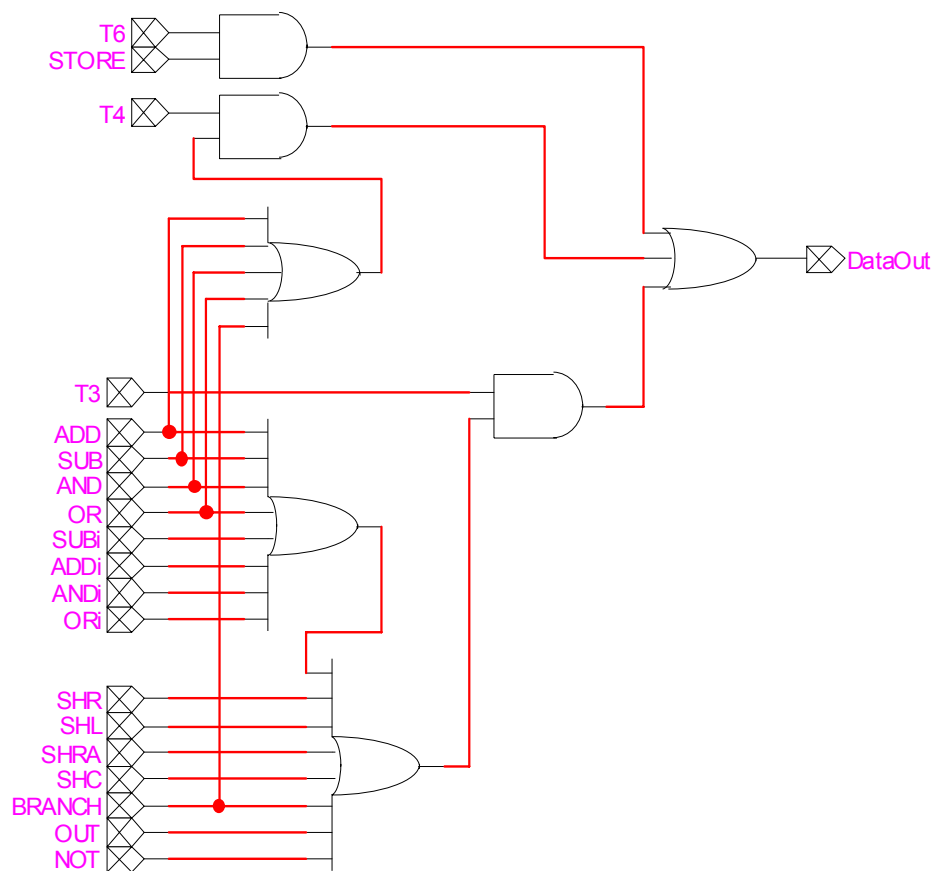 T6
STORE
T4
DataOut
T3
ADD
SUB
AND
OR
SUBi
ADDi
ANDi
ORi
SHR
SHL
SHRA
SHC
BRANCH
OUT
NOT